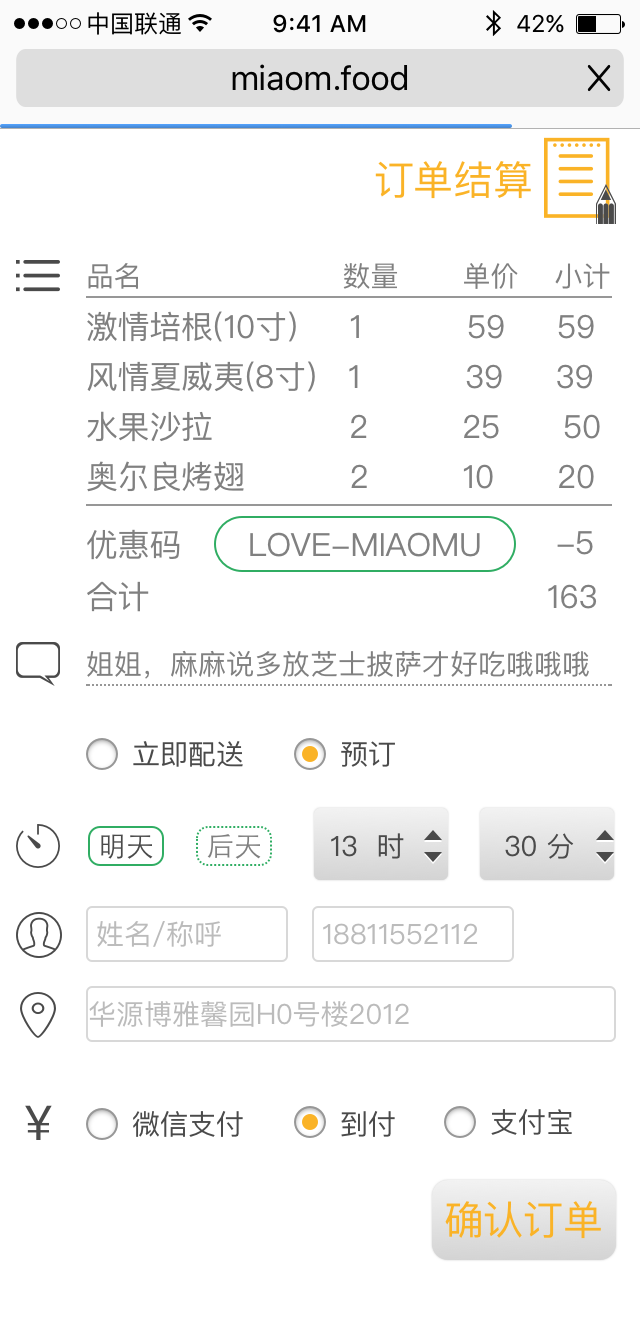 中国联通 9:41 AM 42%
miaom.food
订单结算
品名 数量 单价 小计
激情培根(10寸) 1 59 59
风情夏威夷(8寸) 1 39 39
水果沙拉 2 25 50
奥尔良烤翅 2 10 20
优惠码 LOVE-MIAOMU -5
合计 163
姐姐，麻麻说多放芝士披萨才好吃哦哦哦
立即配送 预订
明天 后天 13 时 30 分
姓名/称呼 18811552112
华源博雅馨园H0号楼2012
¥ 微信支付 到付 支付宝
确认订单